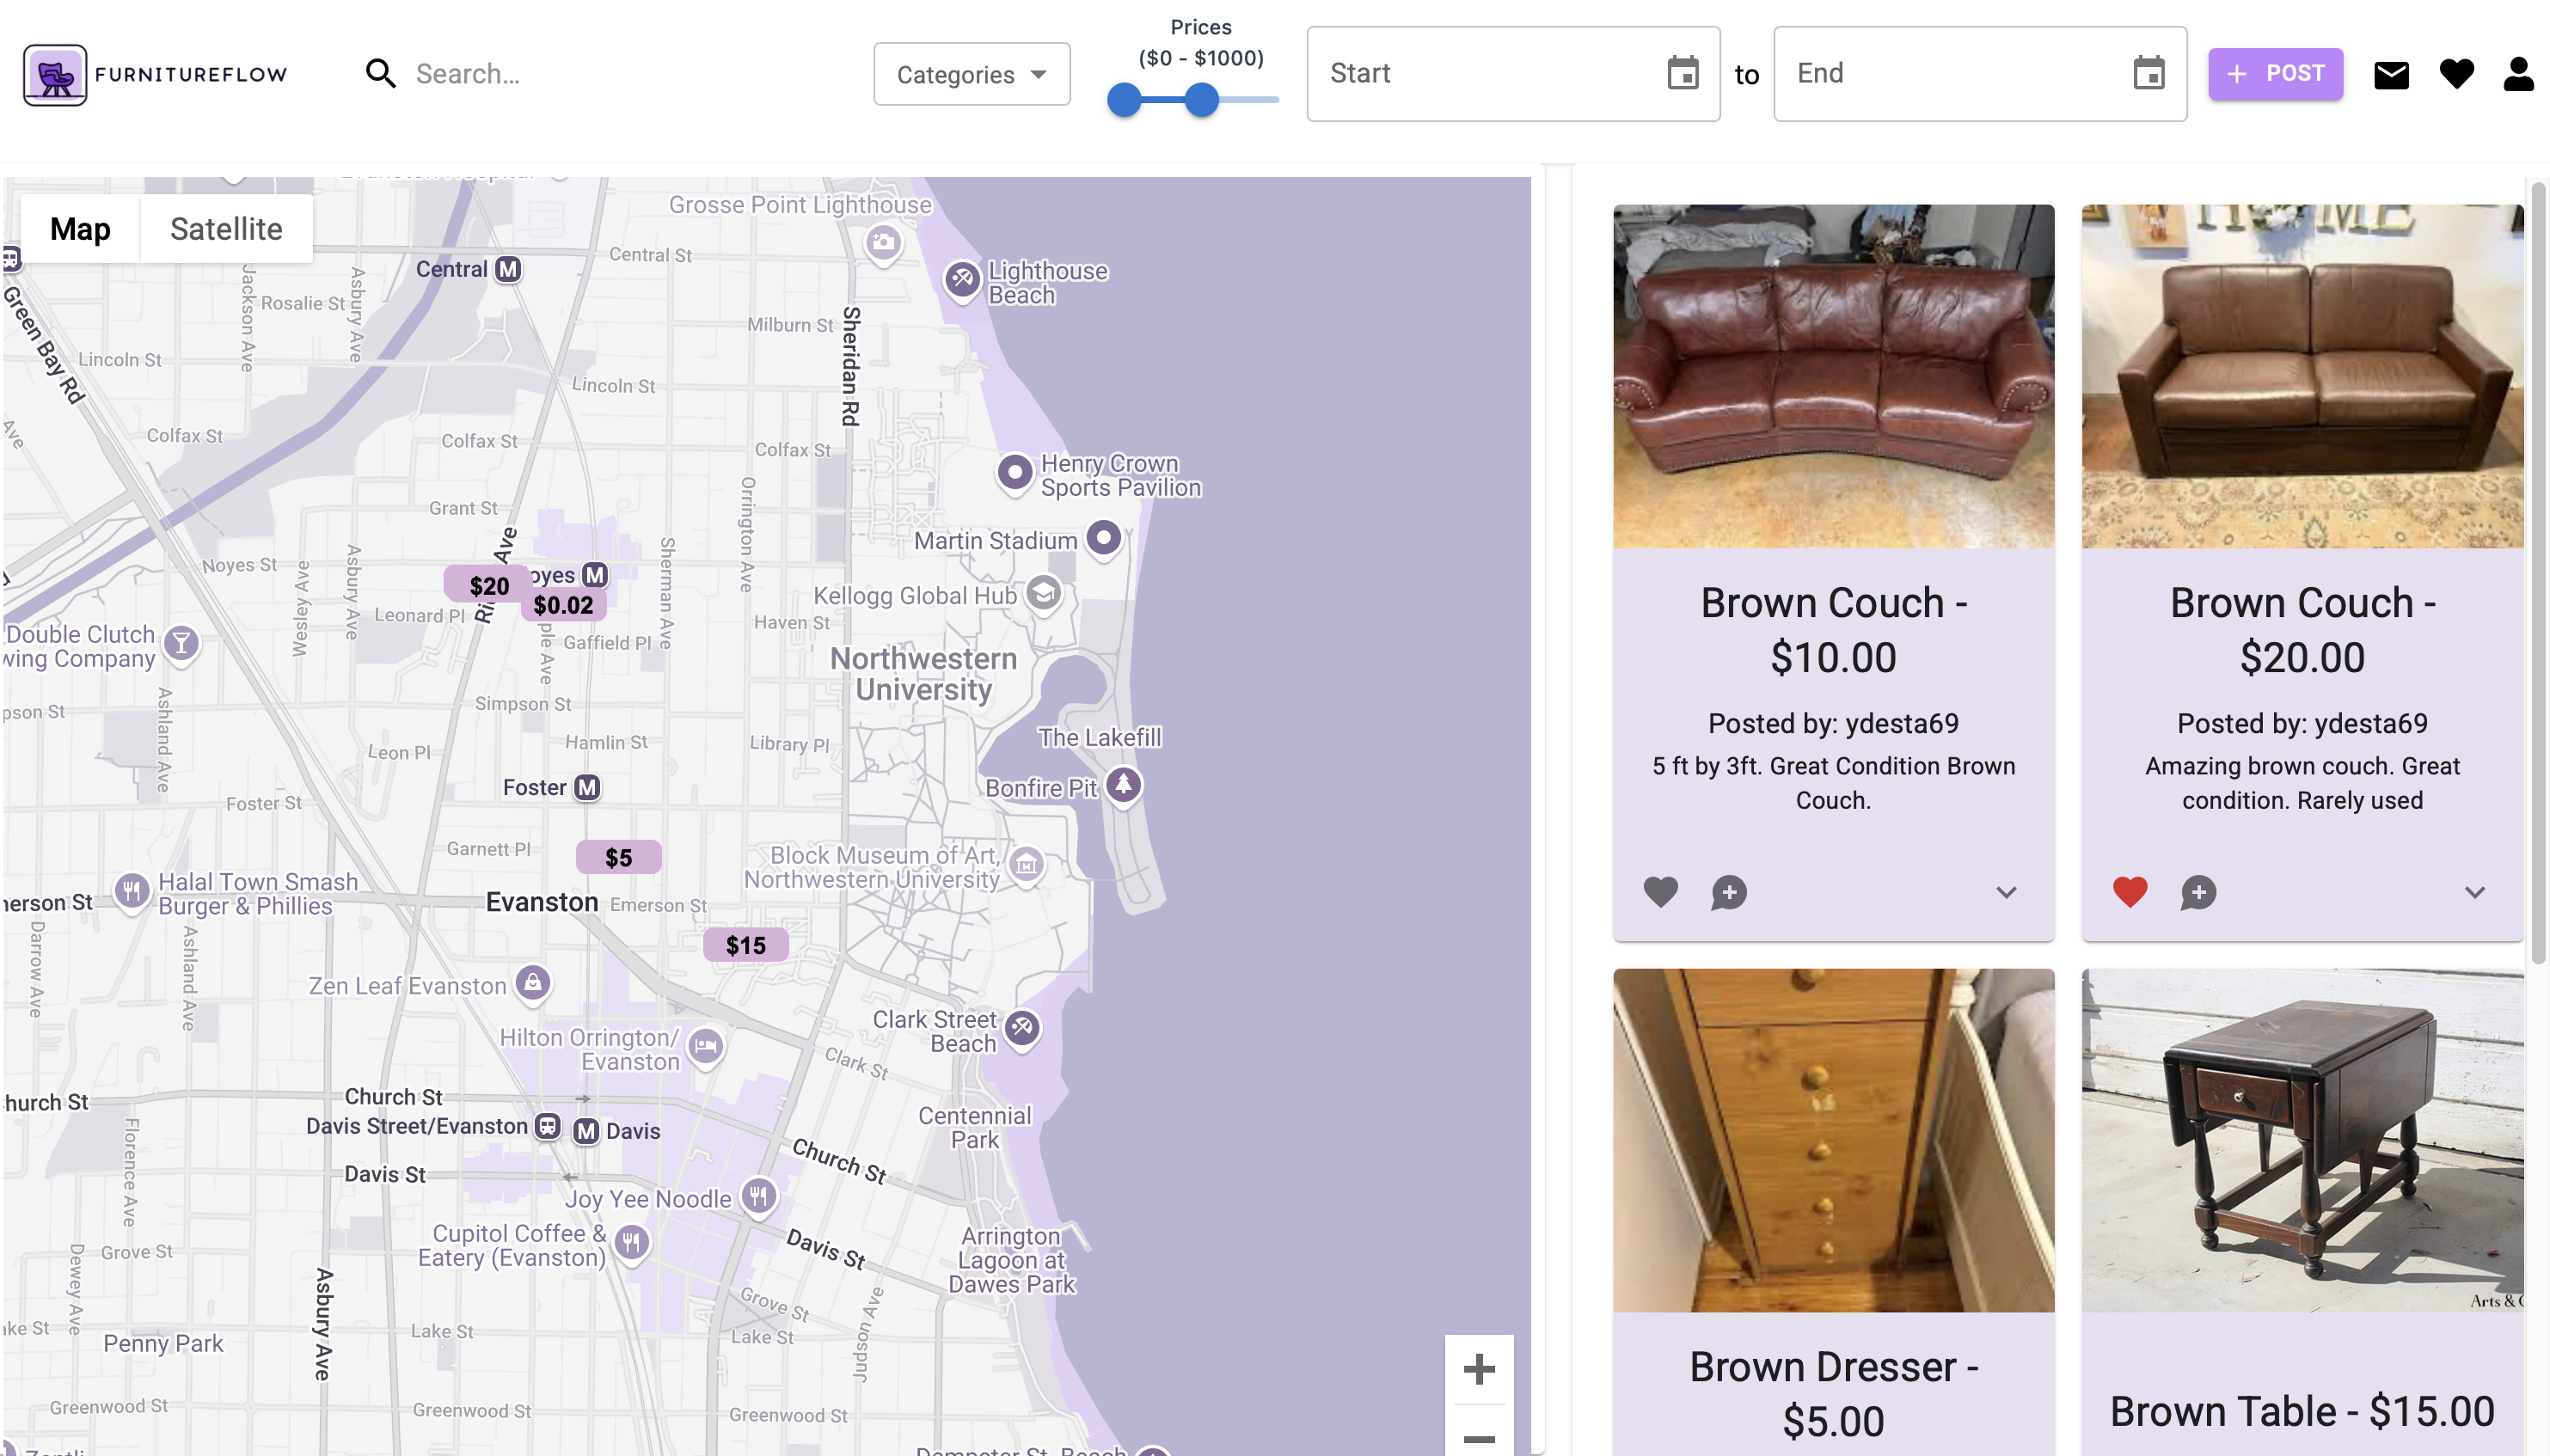 FURNITUREFLOW
Search...
Categories
Prices
($0 - $1000)
Start
to
End
+ POST
Map
Satellite
Grosse Point Lighthouse
Central St
Central M
Lighthouse
Beach
Jackson Ave
Rosalie St
Asbury Ave
Green Bay Rd
Milburn St
Sheridan Rd
Lincoln St
Lincoln St
Ave
Colfax St
Colfax St
Colfax St
Henry Crown
Sports Pavilion
Orrington Ave
Grant St
Martin Stadium
Noyes St
Wesley Ave
Asbury Ave
Ave
Sherman Ave
oyes M
$20
$0.02
Kellogg Global Hub
Leonard Pl
Haven St
Double Clutch
wing Company
ple Ave
Gaffield Pl
Northwestern
University
Ashland Ave
pson St
Simpson St
Leon Pl
Hamlin St
Library Pl
The Lakefill
Foster M
Bonfire Pit
Foster St
Garnett Pl
$5
Block Museum of Art,
Northwestern University
Halal Town Smash
Burger & Phillies
nerson St
Evanston
Emerson St
Darrow Ave
Ashland Ave
$15
Zen Leaf Evanston
Clark Street
Beach
Hilton Orrington/
Evanston
Clark St
Church St
hurch St
Davis Street/Evanston
M Davis
Centennial
Park
Florence Ave
Church St
Davis St
Joy Yee Noodle
Cupitol Coffee &
Eatery (Evanston)
Davis St
Arrington
Lagoon at
Dawes Park
Grove St
Dewey Ave
Asbury Ave
Grove St
Judson Ave
ake St
Penny Park
Lake St
Lake St
Greenwood St
Greenwood St
Greenwood St
Dempster St. Beach
Brown Couch -
$10.00
Posted by: ydesta69
5 ft by 3ft. Great Condition Brown
Couch.
Brown Couch -
$20.00
Posted by: ydesta69
Amazing brown couch. Great
condition. Rarely used
Brown Dresser -
$5.00
Arts & C
Brown Table - $15.00